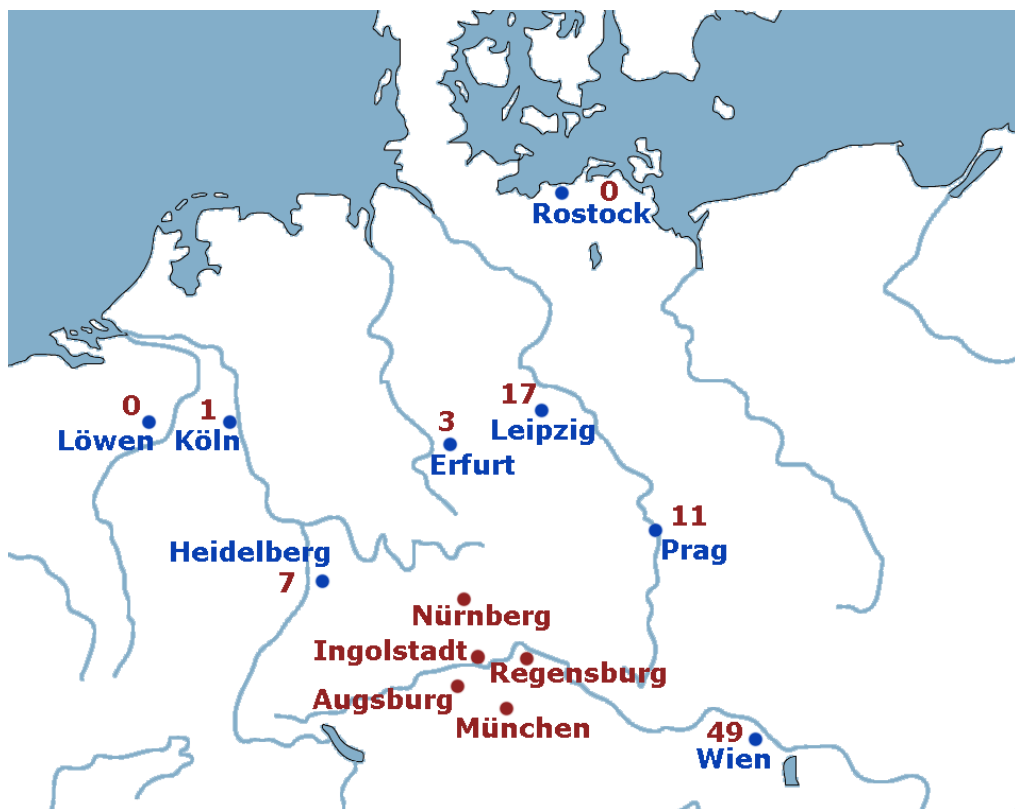 0
Rostock
0
Löwen
1
Köln
3
Erfurt
17
Leipzig
11
Prag
Heidelberg
7
Nürnberg
Ingolstadt
Regensburg
Augsburg
München
49
Wien